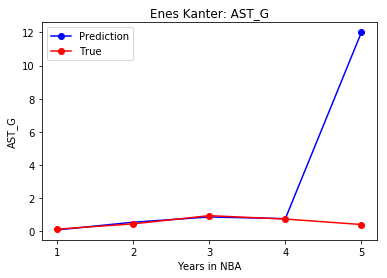 Enes Kanter: AST_G
Prediction
True
12
10
8
6
4
2
0
AST_G
1 2 3 4 5
Years in NBA